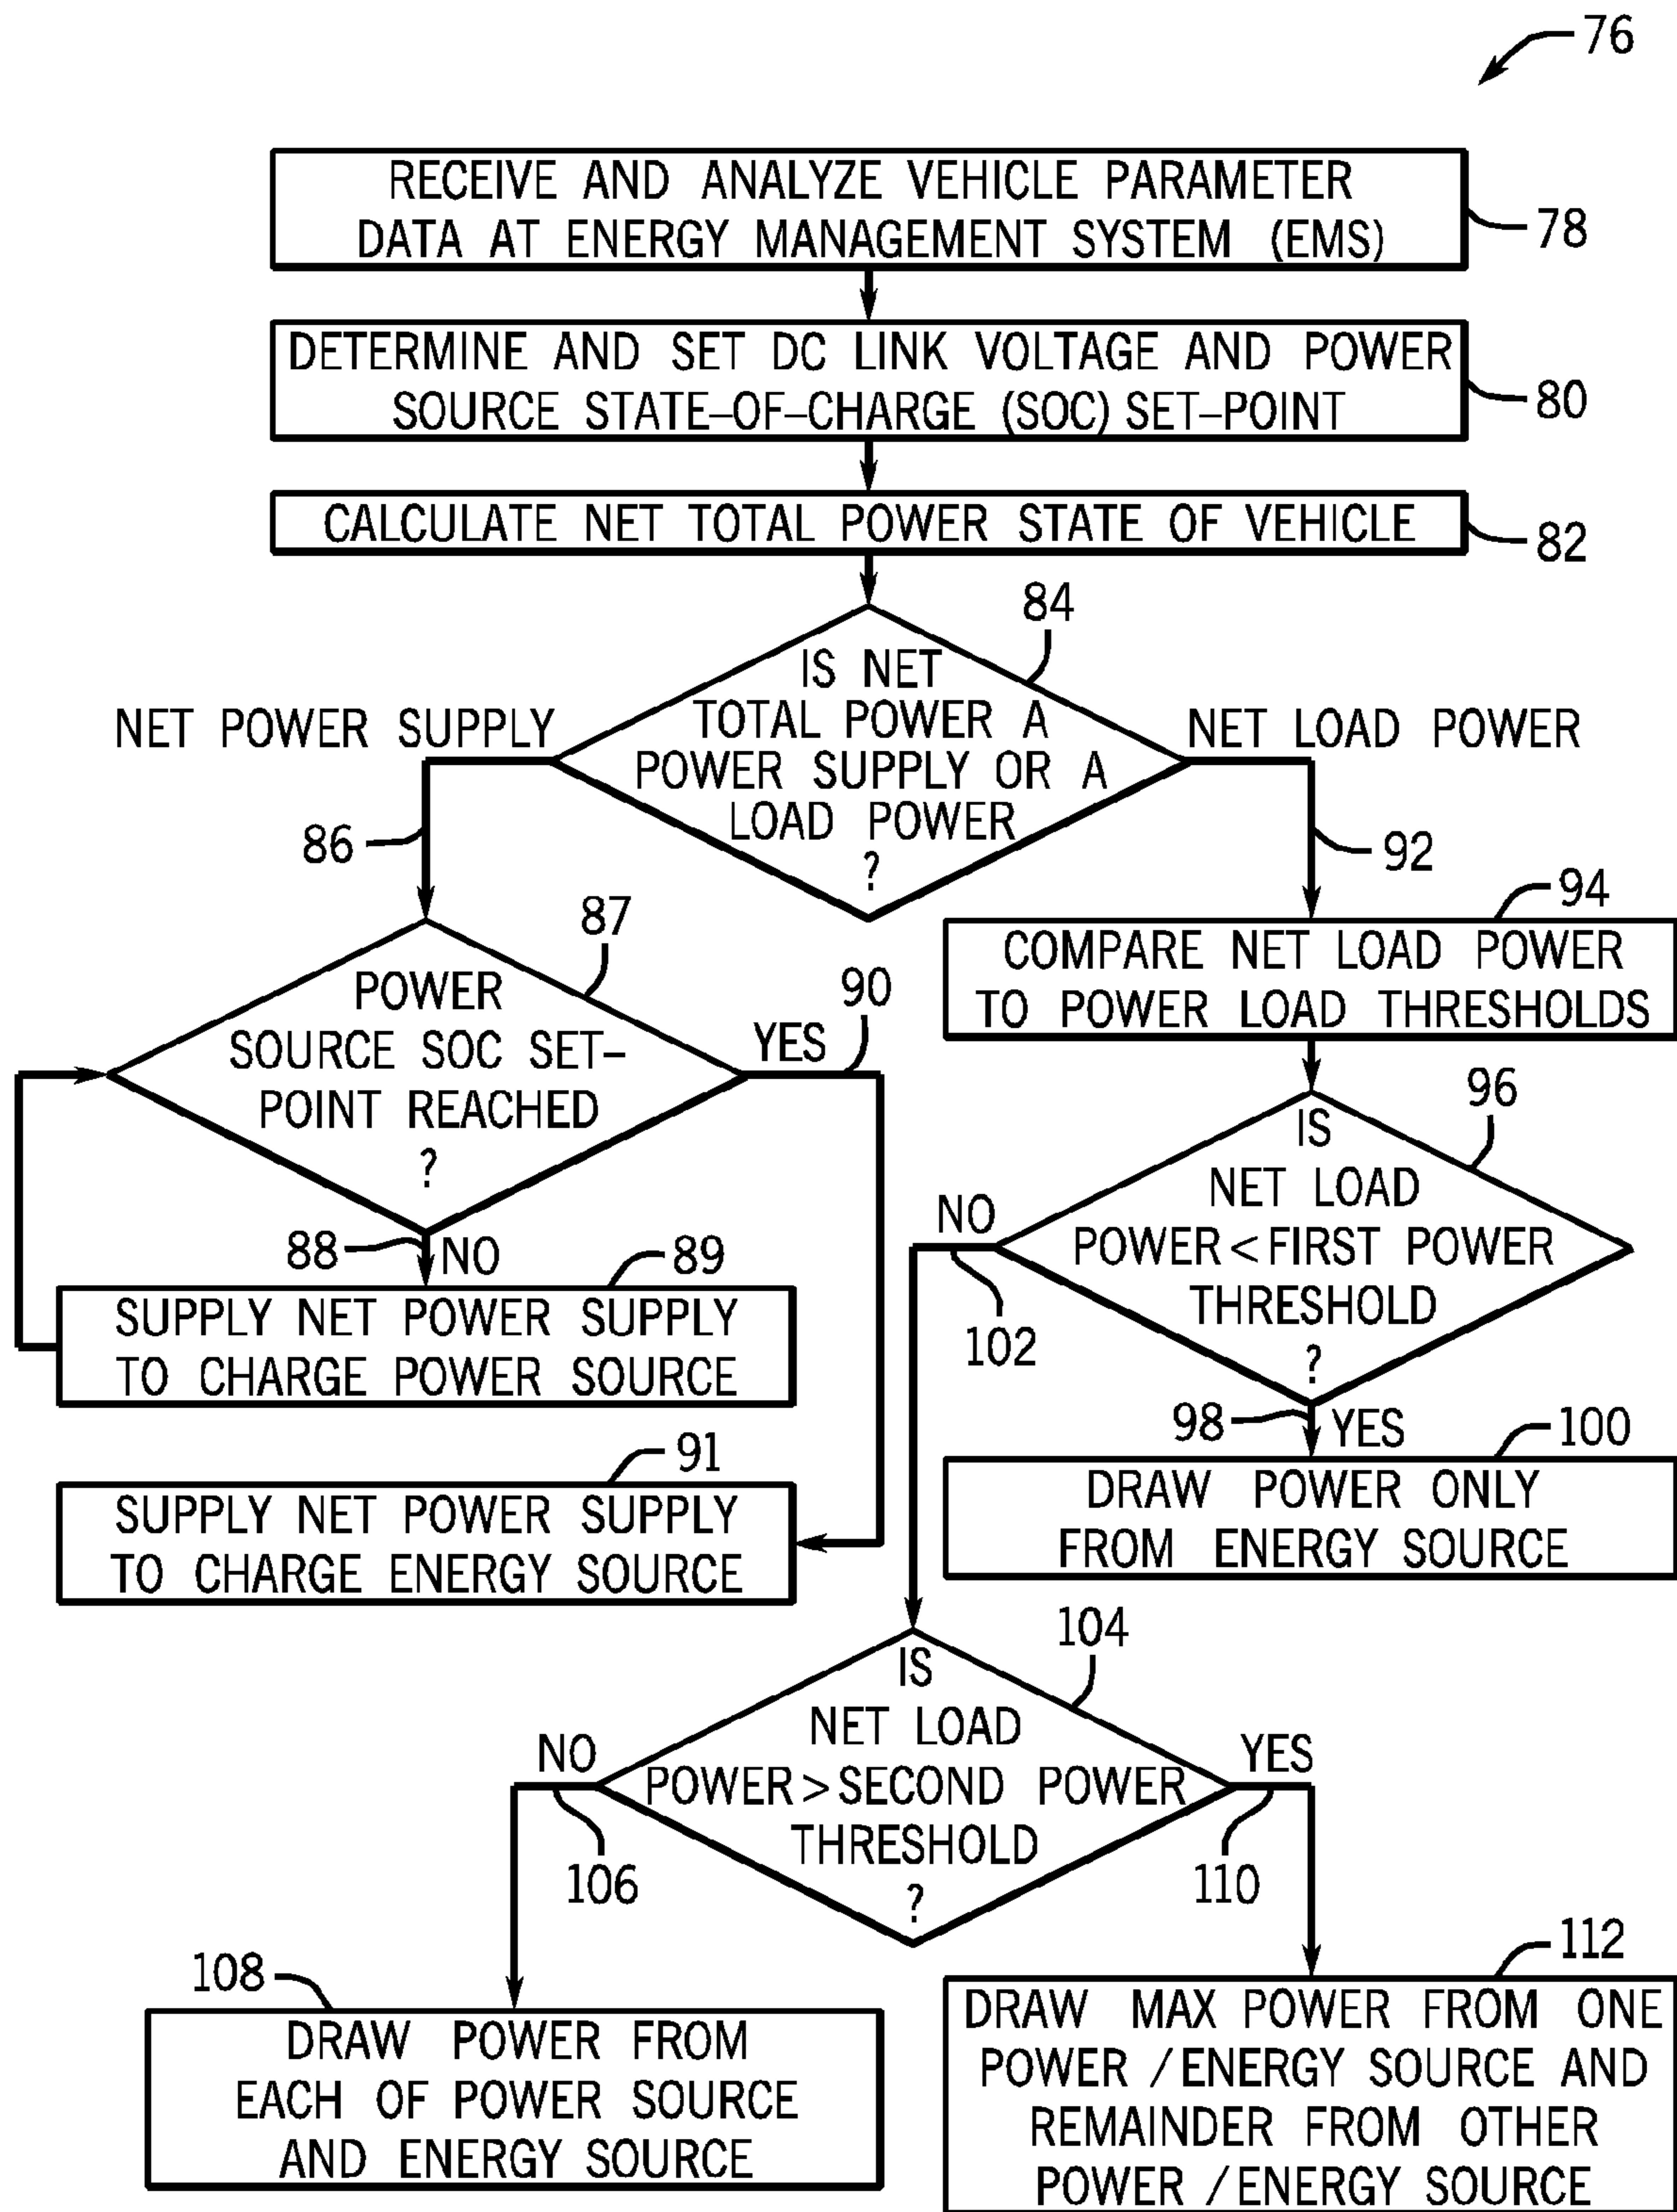 76
RECEIVE AND ANALYZE VEHICLE PARAMETER
DATA AT ENERGY MANAGEMENT SYSTEM (EMS)
78
DETERMINE AND SET DC LINK VOLTAGE AND POWER
SOURCE STATE-OF-CHARGE (SOC) SET-POINT
80
CALCULATE NET TOTAL POWER STATE OF VEHICLE
82
84
IS NET
TOTAL POWER A
POWER SUPPLY OR A
LOAD POWER
?
NET POWER SUPPLY
NET LOAD POWER
86
92
87
POWER
SOURCE SOC SET-
POINT REACHED
?
YES
90
88
NO
89
SUPPLY NET POWER SUPPLY
TO CHARGE POWER SOURCE
91
SUPPLY NET POWER SUPPLY
TO CHARGE ENERGY SOURCE
94
COMPARE NET LOAD POWER
TO POWER LOAD THRESHOLDS
96
IS
NET LOAD
POWER < FIRST POWER
THRESHOLD
?
NO
102
98
YES
100
DRAW POWER ONLY
FROM ENERGY SOURCE
104
IS
NET LOAD
POWER > SECOND POWER
THRESHOLD
?
NO
106
YES
110
108
DRAW POWER FROM
EACH OF POWER SOURCE
AND ENERGY SOURCE
112
DRAW MAX POWER FROM ONE
POWER / ENERGY SOURCE AND
REMAINDER FROM OTHER
POWER / ENERGY SOURCE